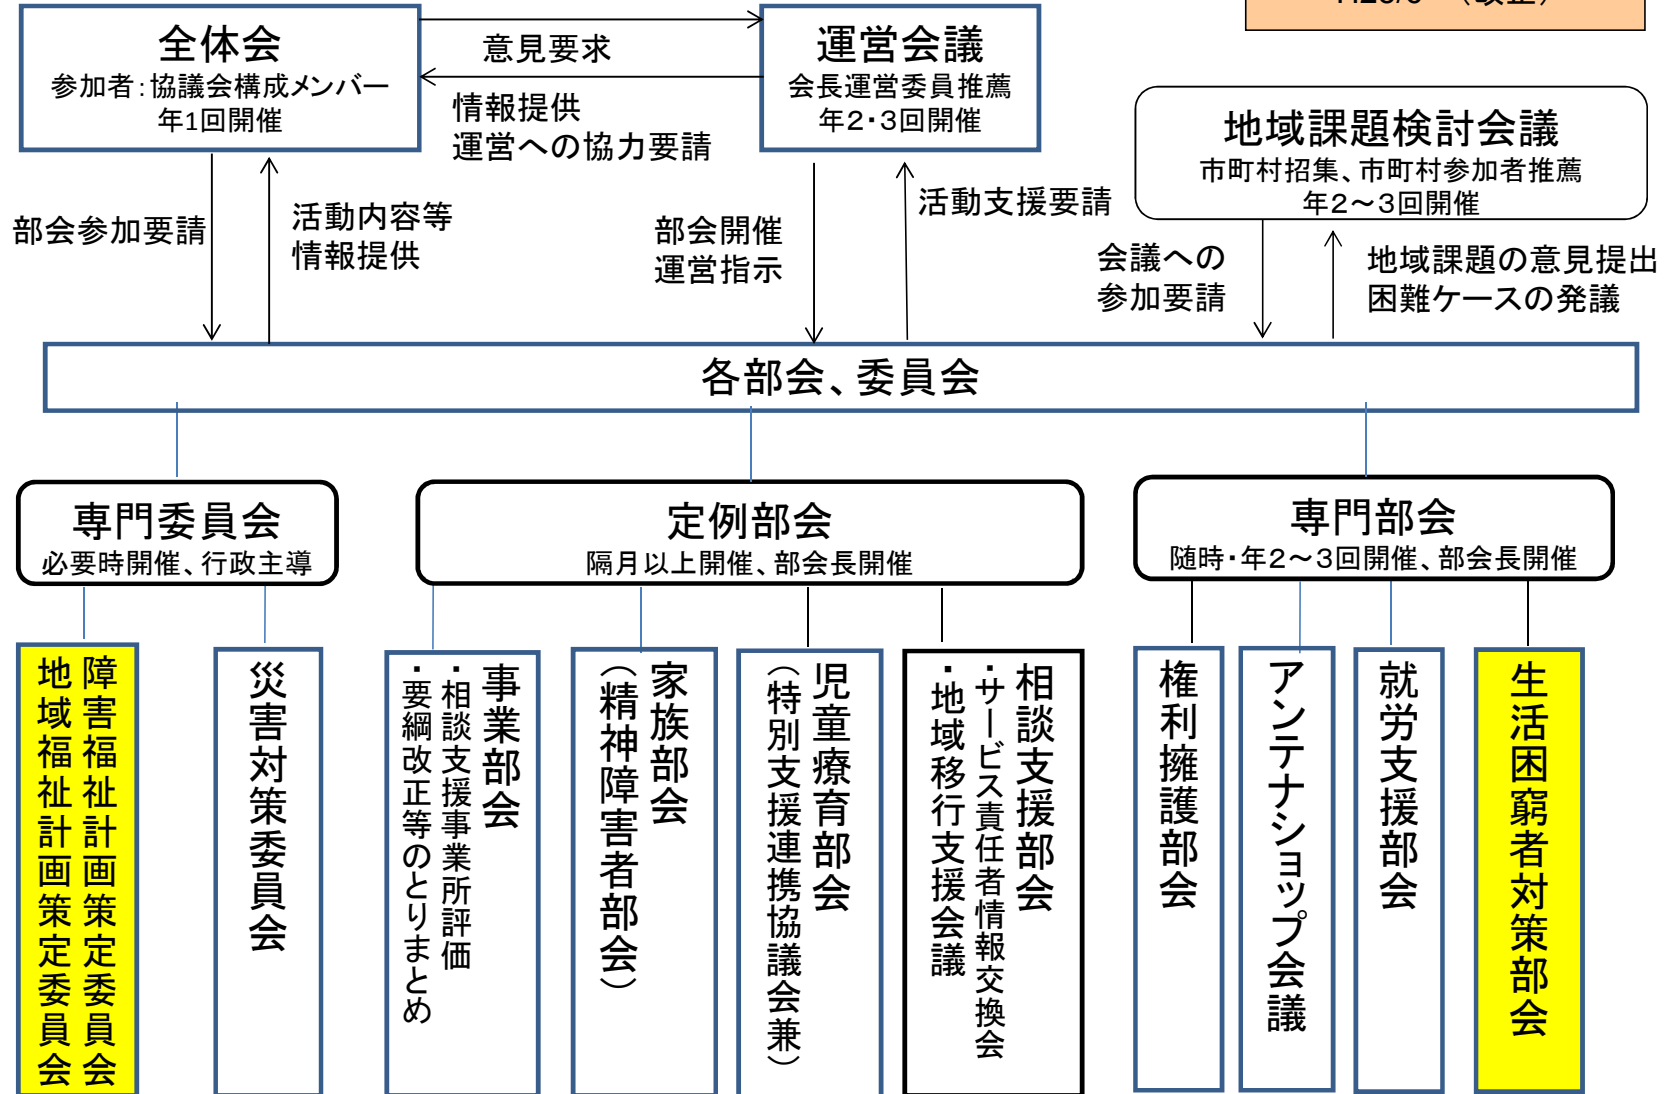 全体会
参加者：協議会構成メンバー
年1回開催
意見要求
情報提供
運営への協力要請
運営会議
会長運営委員推薦
年2・3回開催
地域課題検討会議
市町村招集、市町村参加者推薦
年2～3回開催
部会参加要請
活動内容等
情報提供
部会開催
運営指示
活動支援要請
会議への
参加要請
地域課題の意見提出
困難ケースの発議
各部会、委員会
専門委員会
必要時開催、行政主導
定例部会
隔月以上開催、部会長開催
専門部会
随時・年2～3回開催、部会長開催
障害福祉計画策定委員会
地域福祉計画策定委員会
災害対策委員会
事業部会
・相談支援事業所評価
・要綱改正等のとりまとめ
家族部会
（精神障害者部会）
児童療育部会
（特別支援連携協議会兼）
相談支援部会
・サービス責任者情報交換会
・地域移行支援会議
権利擁護部会
アンテナショップ会議
就労支援部会
生活困窮者対策部会